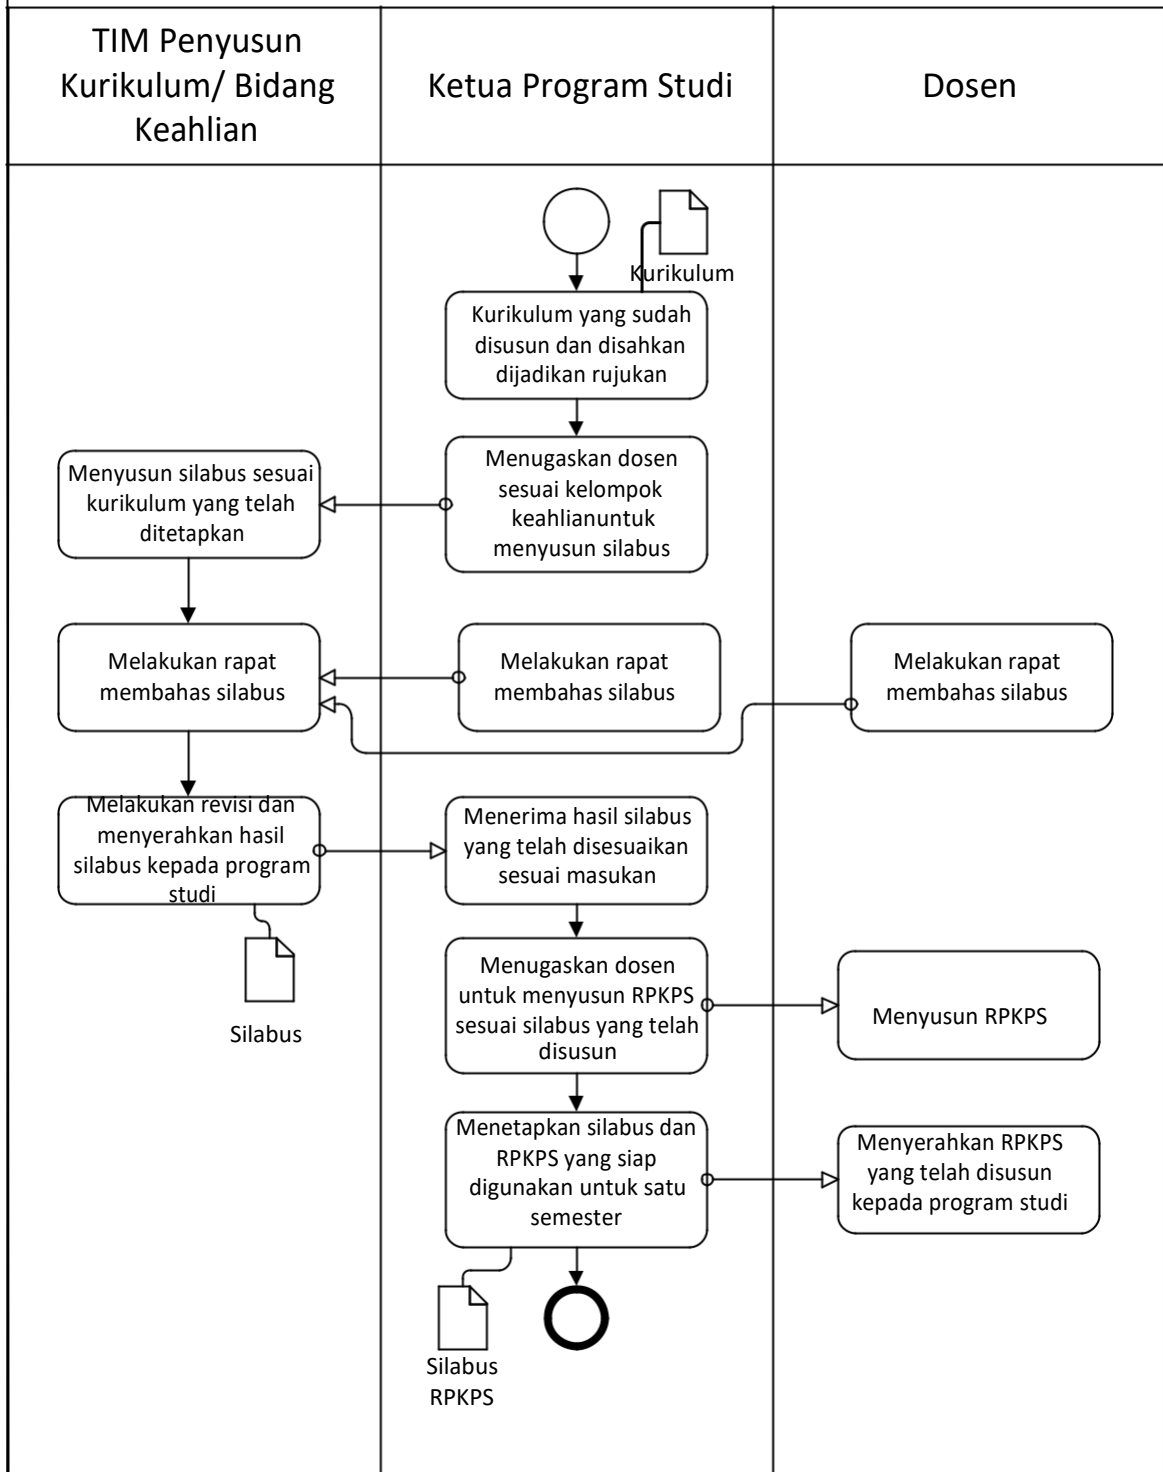 TIM Penyusun
Kurikulum/ Bidang
Keahlian
Ketua Program Studi
Dosen
Kurikulum
Kurikulum yang sudah
disusun dan disahkan
dijadikan rujukan
Menugaskan dosen
sesuai kelompok
keahlianuntuk
menyusun silabus
Menyusun silabus sesuai
kurikulum yang telah
ditetapkan
Melakukan rapat
membahas silabus
Melakukan rapat
membahas silabus
Melakukan rapat
membahas silabus
Melakukan revisi dan
menyerahkan hasil
silabus kepada program
studi
Silabus
Menerima hasil silabus
yang telah disesuaikan
sesuai masukan
Menugaskan dosen
untuk menyusun RPKPS
sesuai silabus yang telah
disusun
Menyusun RPKPS
Menetapkan silabus dan
RPKPS yang siap
digunakan untuk satu
semester
Menyerahkan RPKPS
yang telah disusun
kepada program studi
Silabus
RPKPS